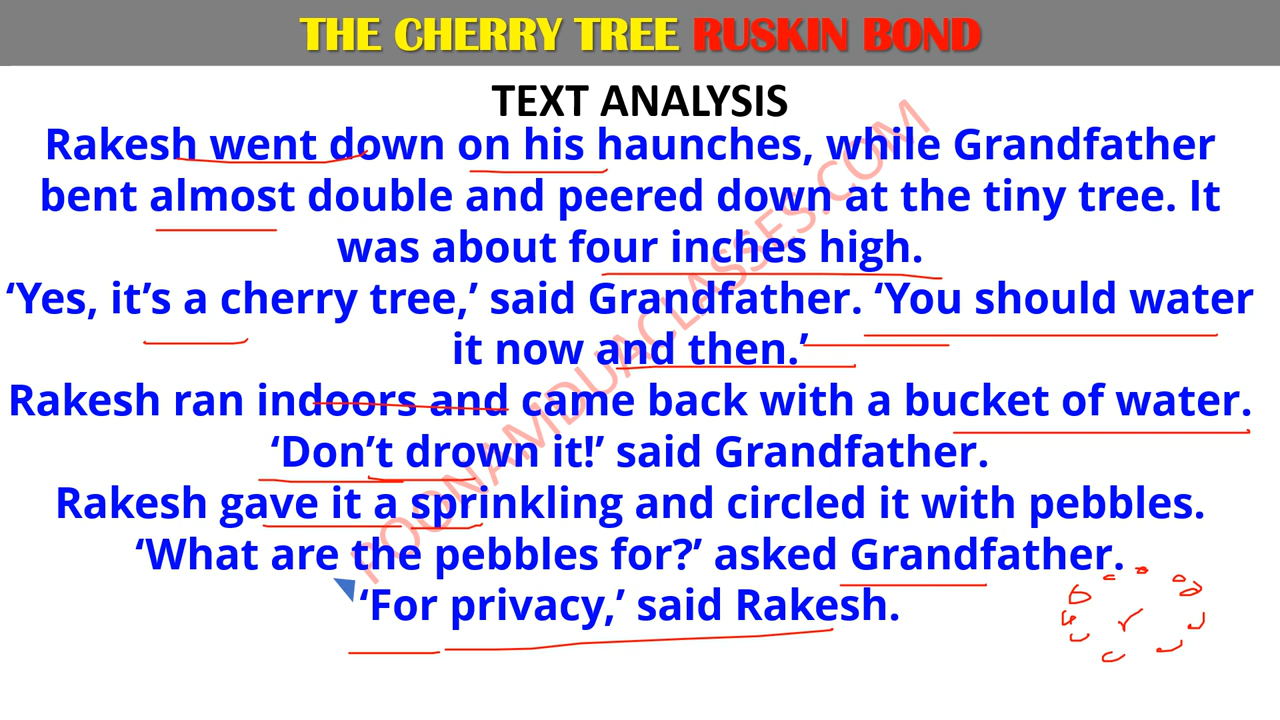 THE CHERRY TREE RUSKIN BOND
TEXT ANALYSIS
Rakesh went down on his haunches, while Grandfather
bent almost double and peered down at the tiny tree. It
was about four inches high.
‘Yes, it’s a cherry tree,’ said Grandfather. ‘You should water
it now and then.’
Rakesh ran indoors and came back with a bucket of water.
‘Don’t drown it!’ said Grandfather.
Rakesh gave it a sprinkling and circled it with pebbles.
‘What are the pebbles for?’ asked Grandfather.
‘For privacy,’ said Rakesh.
POONAMDUACLASSES.COM